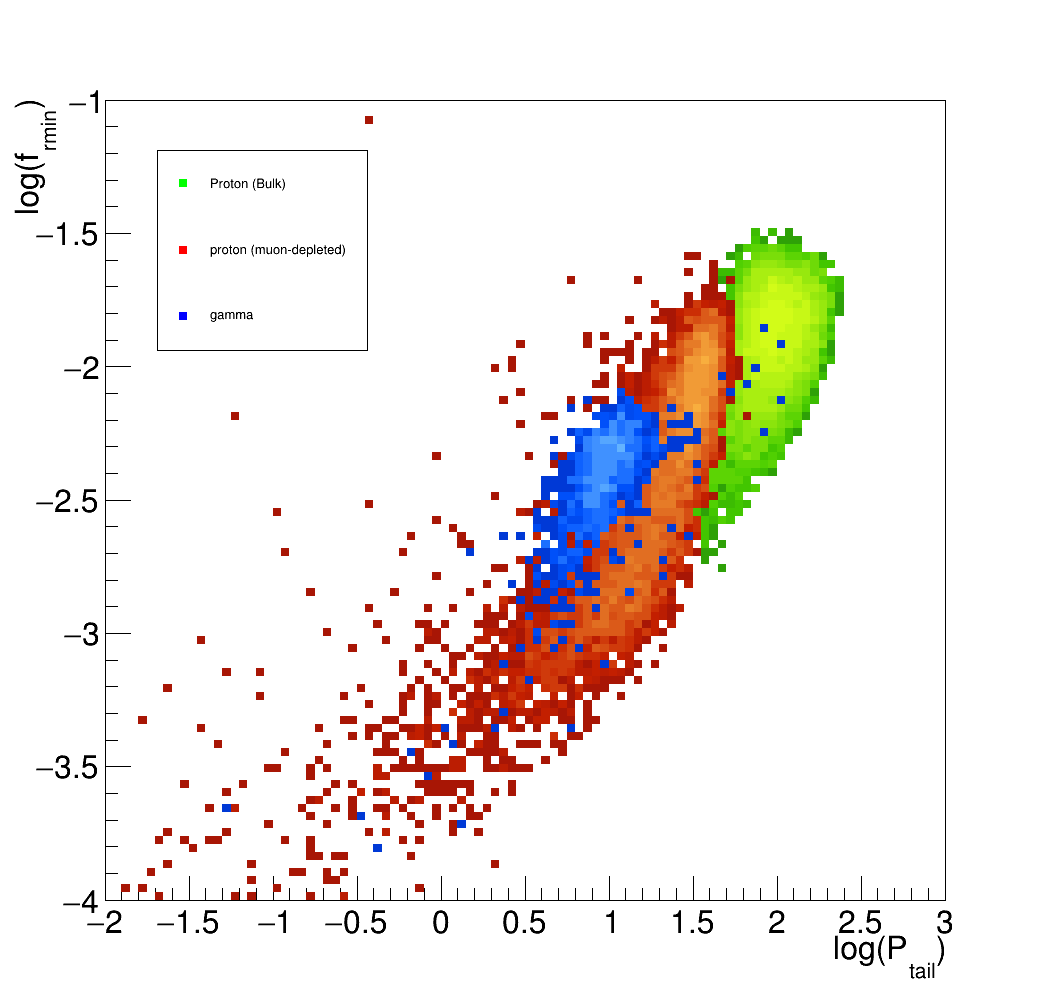 −1
log(f_rmin)
Proton (Bulk)
−1.5
proton (muon-depleted)
gamma
−2
−2.5
−3
−3.5
−4
−2 −1.5 −1 −0.5 0 0.5 1 1.5 2 2.5 3
log(P_tail)